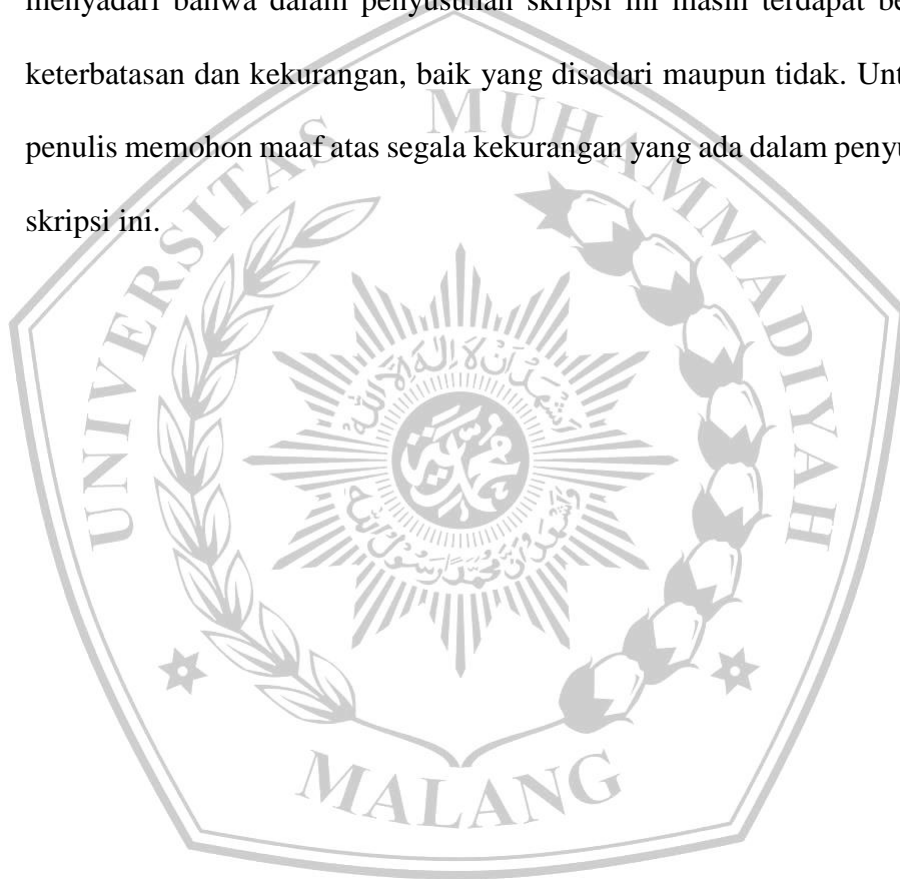 menyadari bahwa dalam penyusunan skripsi ini masih terdapat be
keterbatasan dan kekurangan, baik yang disadari maupun tidak. Unt
penulis memohon maaf atas segala kekurangan yang ada dalam penyu
skripsi ini.
UNIVERSITAS MUHAMMADIYAH
MALANG